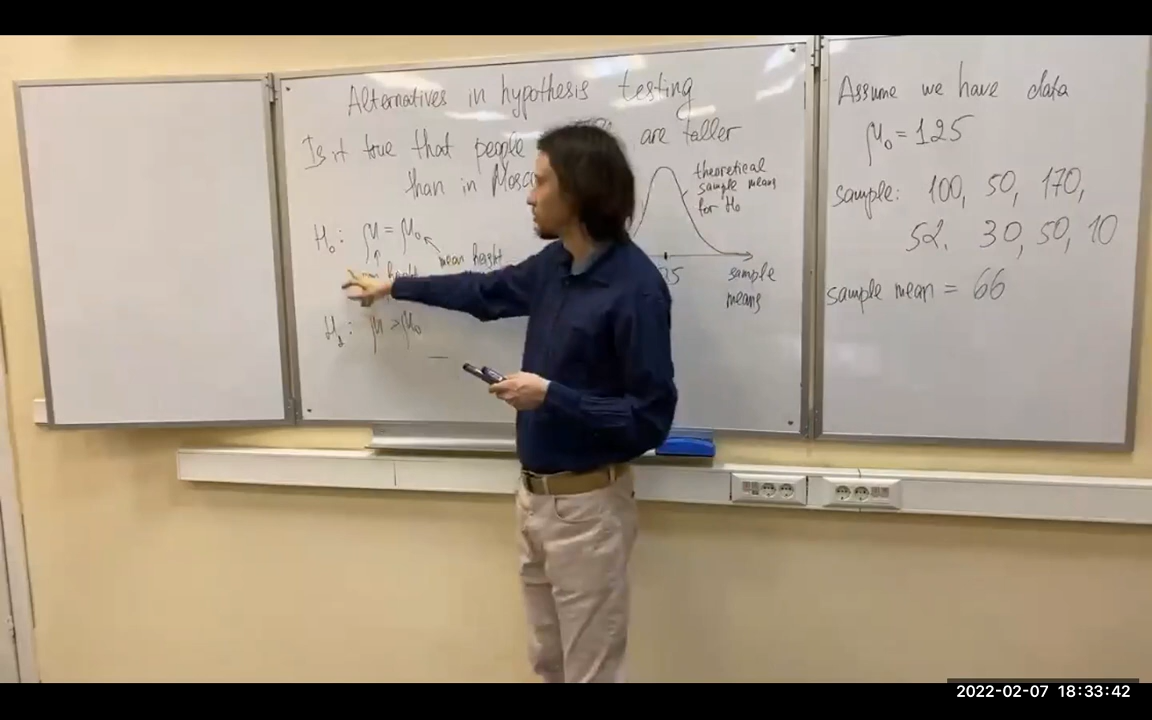 Alternatives in hypothesis testing
Is it true that people are taller
than in
H₀: μ = μ₀
mean height
height
H₁: μ > μ₀
theoretical
sample means
for H₀
sample
means
Assume we have data
μ₀ = 125
sample: 100, 50, 170,
52. 30, 50, 10
sample mean = 66
2022-02-07 18:33:42